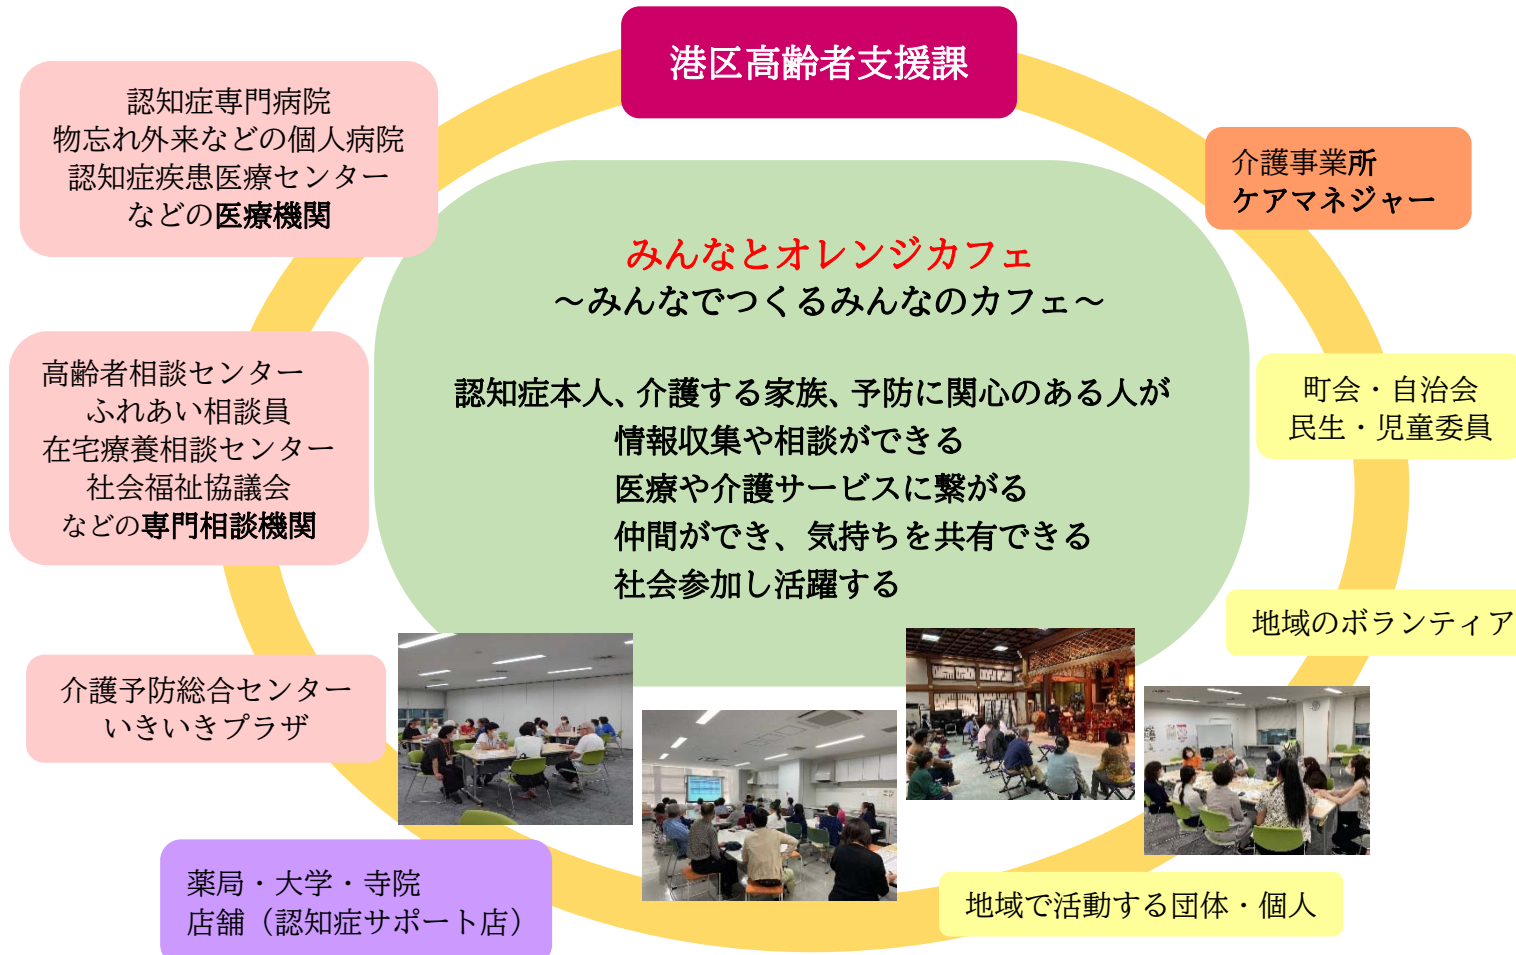 港区高齢者支援課
認知症専門病院
物忘れ外来などの個人病院
認知症疾患医療センター
などの医療機関
介護事業所
ケアマネジャー
みんなとオレンジカフェ
～みんなでつくるみんなのカフェ～
認知症本人、介護する家族、予防に関心のある人が
情報収集や相談ができる
医療や介護サービスに繋がる
仲間ができ、気持ちを共有できる
社会参加し活躍する
高齢者相談センター
ふれあい相談員
在宅療養相談センター
社会福祉協議会
などの専門相談機関
町会・自治会
民生・児童委員
地域のボランティア
介護予防総合センター
いきいきプラザ
薬局・大学・寺院
店舗（認知症サポート店）
地域で活動する団体・個人